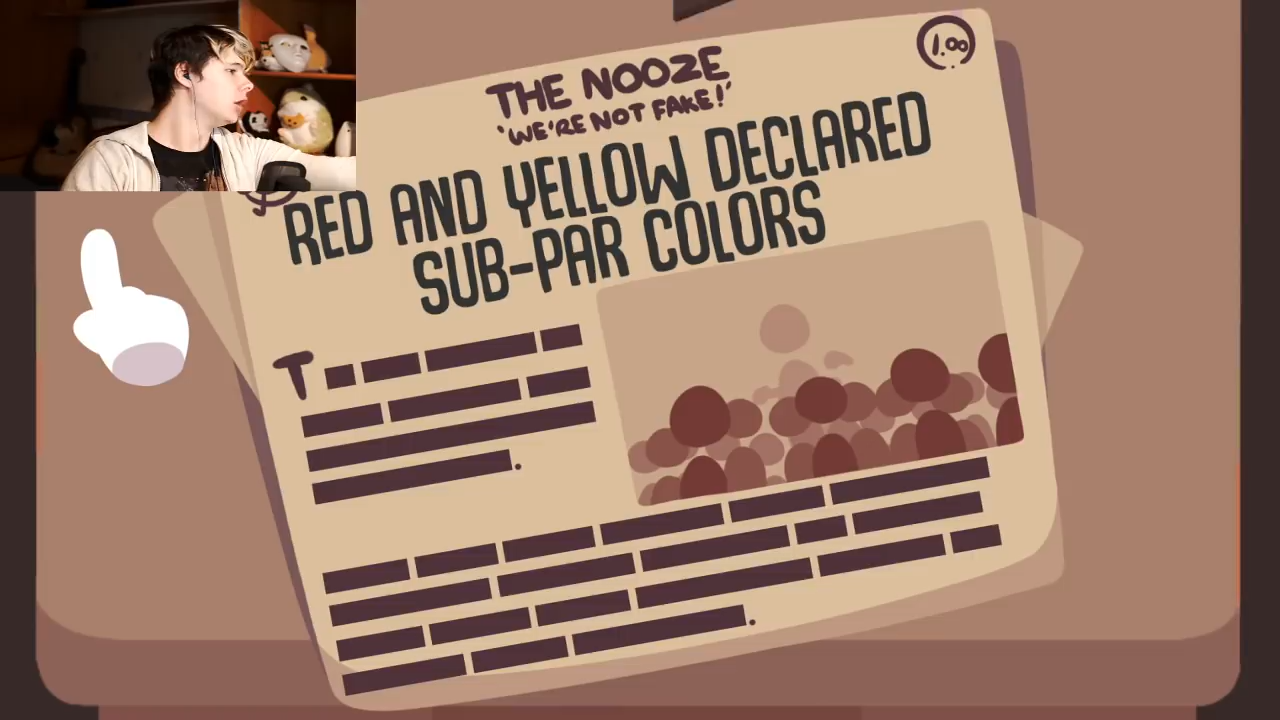 1.00
THE NOOZE
'WE'RE NOT FAKE!'
RED AND YELLOW DECLARED
SUB-PAR COLORS
T